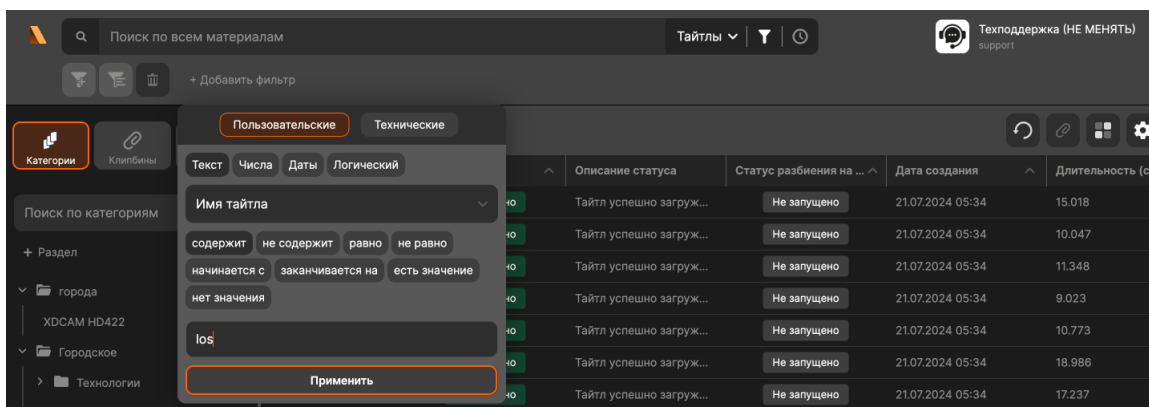 Поиск по всем материалам
Тайтлы
Техподдержка (НЕ МЕНЯТЬ)
support
+ Добавить фильтр
Категории
Клипбины
Пользовательские Технические
Текст Числа Даты Логический
Имя тайтла
содержит не содержит равно не равно
начинается с заканчивается на есть значение
нет значения
los
Применить
Поиск по категориям
+ Раздел
города
XDCAM HD422
Городское
Технологии
Описание статуса Статус разбиения на ... Дата создания Длительность (с
но Тайтл успешно загруж... Не запущено 21.07.2024 05:34 15.018
но Тайтл успешно загруж... Не запущено 21.07.2024 05:34 10.047
но Тайтл успешно загруж... Не запущено 21.07.2024 05:34 11.348
но Тайтл успешно загруж... Не запущено 21.07.2024 05:34 9.023
но Тайтл успешно загруж... Не запущено 21.07.2024 05:34 10.773
но Тайтл успешно загруж... Не запущено 21.07.2024 05:34 18.986
но Тайтл успешно загруж... Не запущено 21.07.2024 05:34 17.237